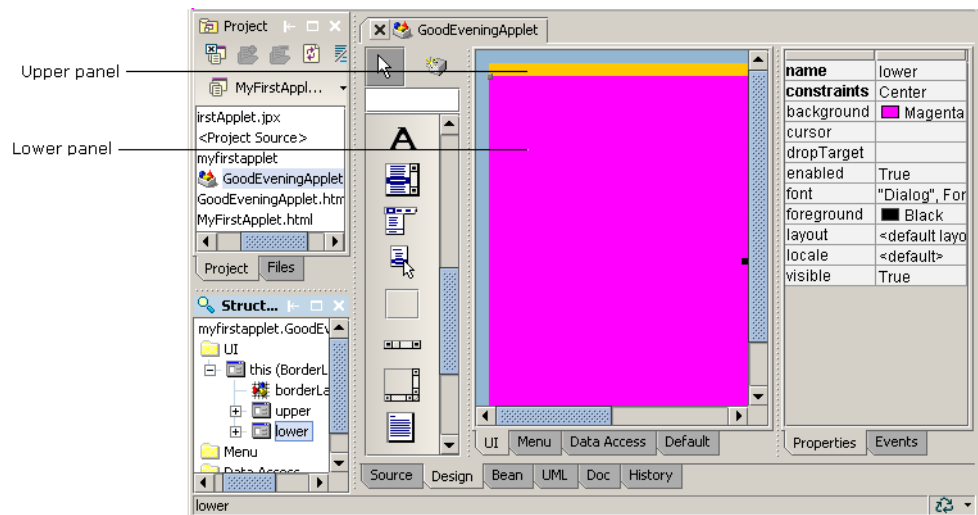 Project
GoodEveningApplet
Upper panel
MyFirstAppl...
Lower panel
irstApplet.jpx
<Project Source>
myfirstapplet
GoodEveningApplet
GoodEveningApplet.htm
MyFirstApplet.html
Project Files
Struct...
myfirstapplet.GoodEv
UI
this (BorderL
borderLa
upper
lower
Menu
Data Access
A
UI Menu Data Access Default
Source Design Bean UML Doc History
name lower
constraints Center
background Magenta
cursor
dropTarget
enabled True
font "Dialog", For
foreground Black
layout <default layo
locale <default>
visible True
Properties Events
lower